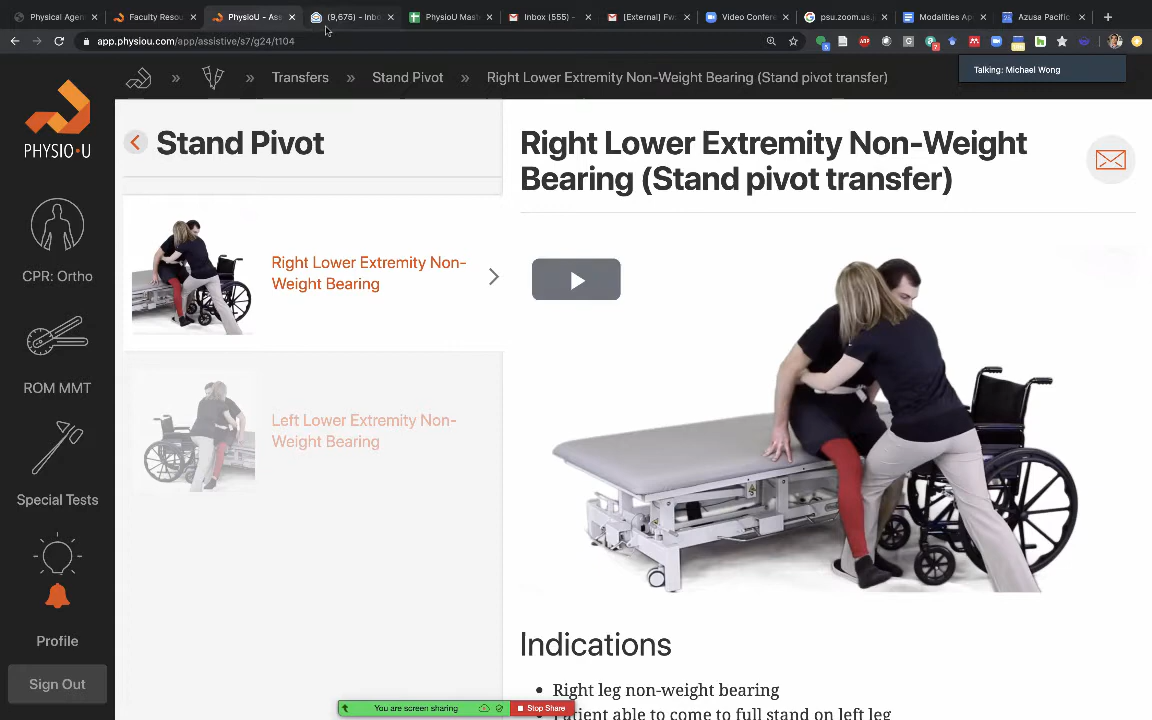 Physical Agen
Faculty Resou
PhysioU - Ass
(9,675) - Inbo
PhysioU Mast
Inbox (555) -
[External] Fw:
Video Confere
psu.zoom.us
Modalities Ap
Azusa Pacific
app.physiou.com/app/assistive/s7/g24/t104
» » Transfers » Stand Pivot » Right Lower Extremity Non-Weight Bearing (Stand pivot transfer)
Talking: Michael Wong
PHYSIO·U
CPR: Ortho
ROM MMT
Special Tests
Profile
Sign Out
Stand Pivot
Right Lower Extremity Non-
Weight Bearing
Left Lower Extremity Non-
Weight Bearing
Right Lower Extremity Non-Weight
Bearing (Stand pivot transfer)
Indications
• Right leg non-weight bearing
• Patient able to come to full stand on left leg
You are screen sharing
Stop Share